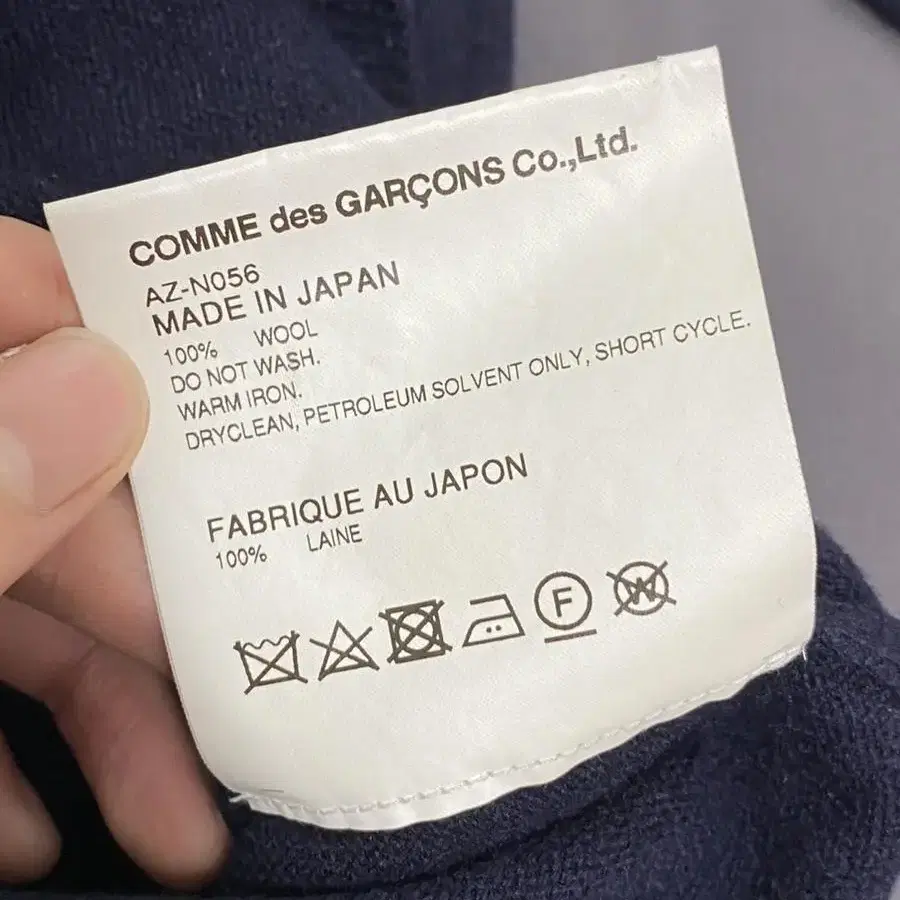 COMME des GARÇONS Co.,Ltd.
AZ-N056
MADE IN JAPAN
100% WOOL
DO NOT WASH.
WARM IRON.
DRYCLEAN, PETROLEUM SOLVENT ONLY, SHORT CYCLE.
FABRIQUE AU JAPON
100% LAINE
F W